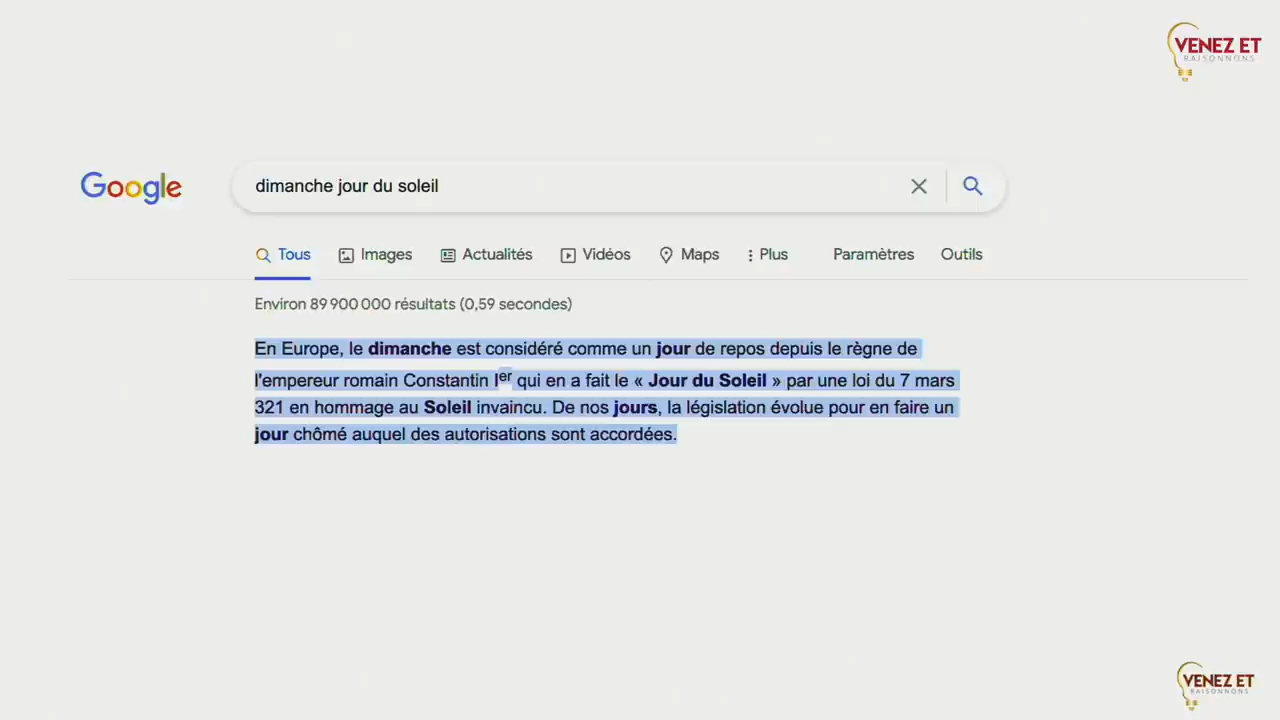 VENEZ ET
RAISONNONS
Google
dimanche jour du soleil
Tous Images Actualités Vidéos Maps Plus Paramètres Outils
Environ 89 900 000 résultats (0,59 secondes)
En Europe, le dimanche est considéré comme un jour de repos depuis le règne de
l'empereur romain Constantin Ier qui en a fait le « Jour du Soleil » par une loi du 7 mars
321 en hommage au Soleil invaincu. De nos jours, la législation évolue pour en faire un
jour chômé auquel des autorisations sont accordées.
VENEZ ET
RAISONNONS